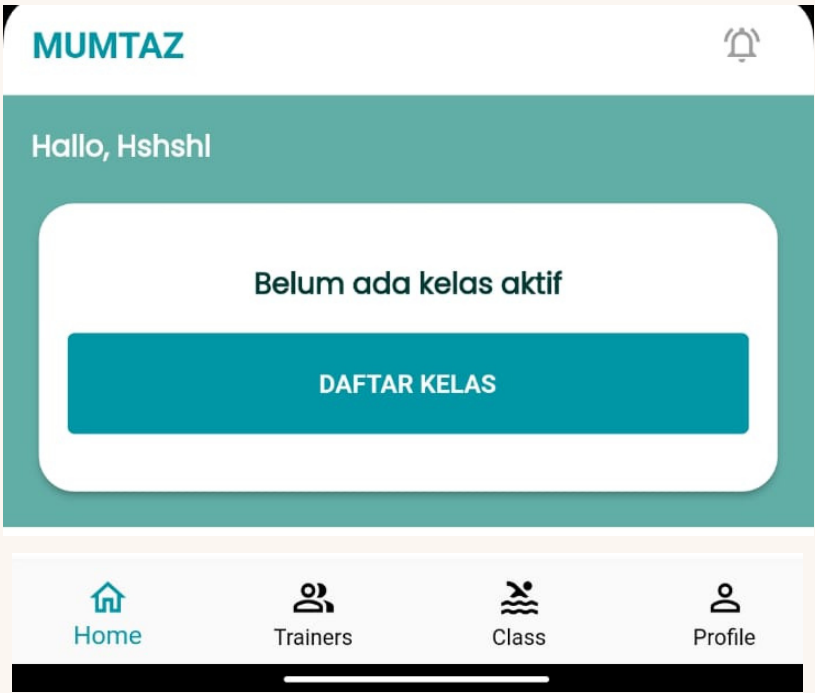 MUMTAZ
Hallo, Hshshl
Belum ada kelas aktif
DAFTAR KELAS
Home
Trainers
Class
Profile